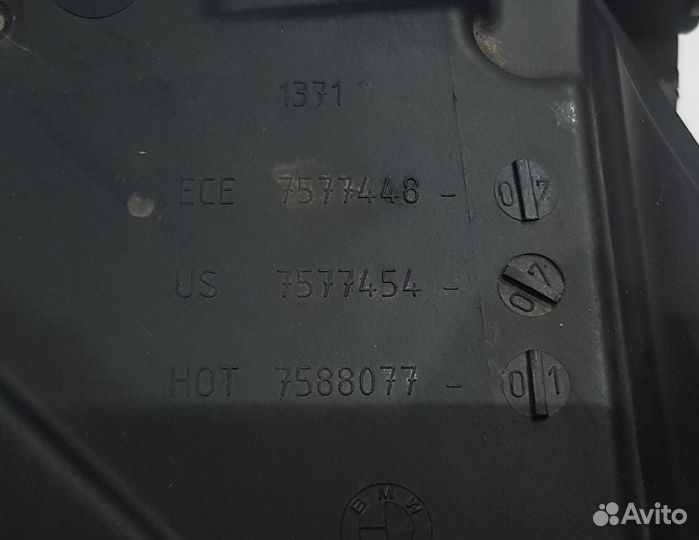 1371
ECE 7577448 - 07
US 7577454 - 07
HOT 7588077 - 01
BMW
Avito